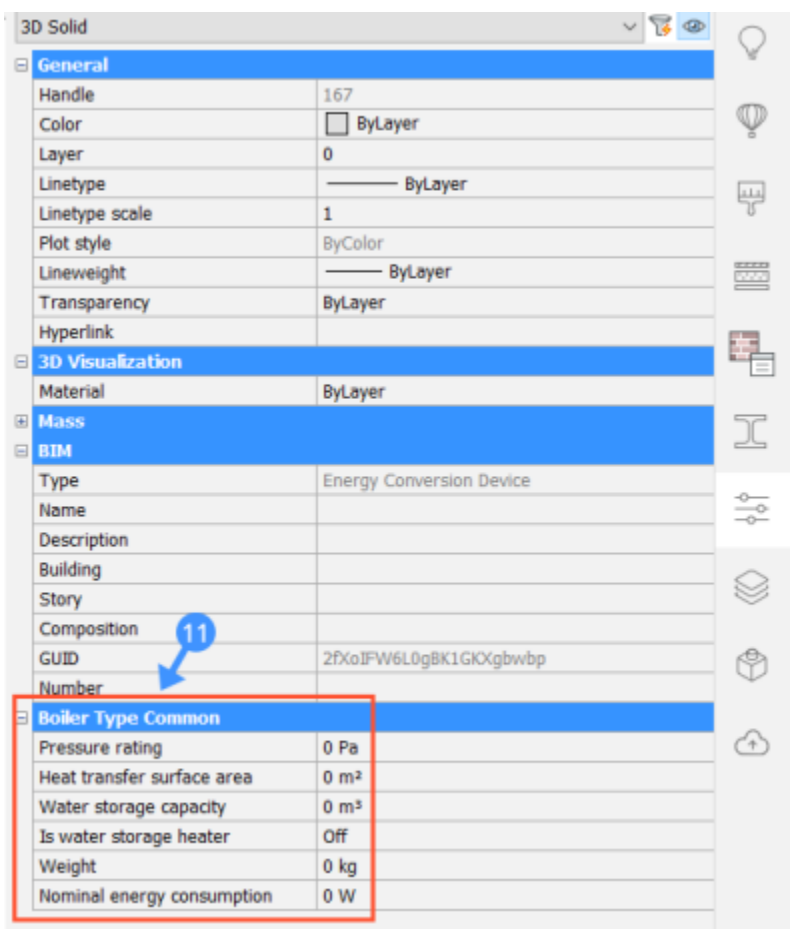 3D Solid
General
Handle 167
Color ByLayer
Layer 0
Linetype ByLayer
Linetype scale 1
Plot style ByColor
Lineweight ByLayer
Transparency ByLayer
Hyperlink
3D Visualization
Material ByLayer
Mass
BIM
Type Energy Conversion Device
Name
Description
Building
Story
Composition
11
GUID 2fXoIFW6L0gBK1GKXgbwbp
Number
Boiler Type Common
Pressure rating 0 Pa
Heat transfer surface area 0 m²
Water storage capacity 0 m³
Is water storage heater Off
Weight 0 kg
Nominal energy consumption 0 W